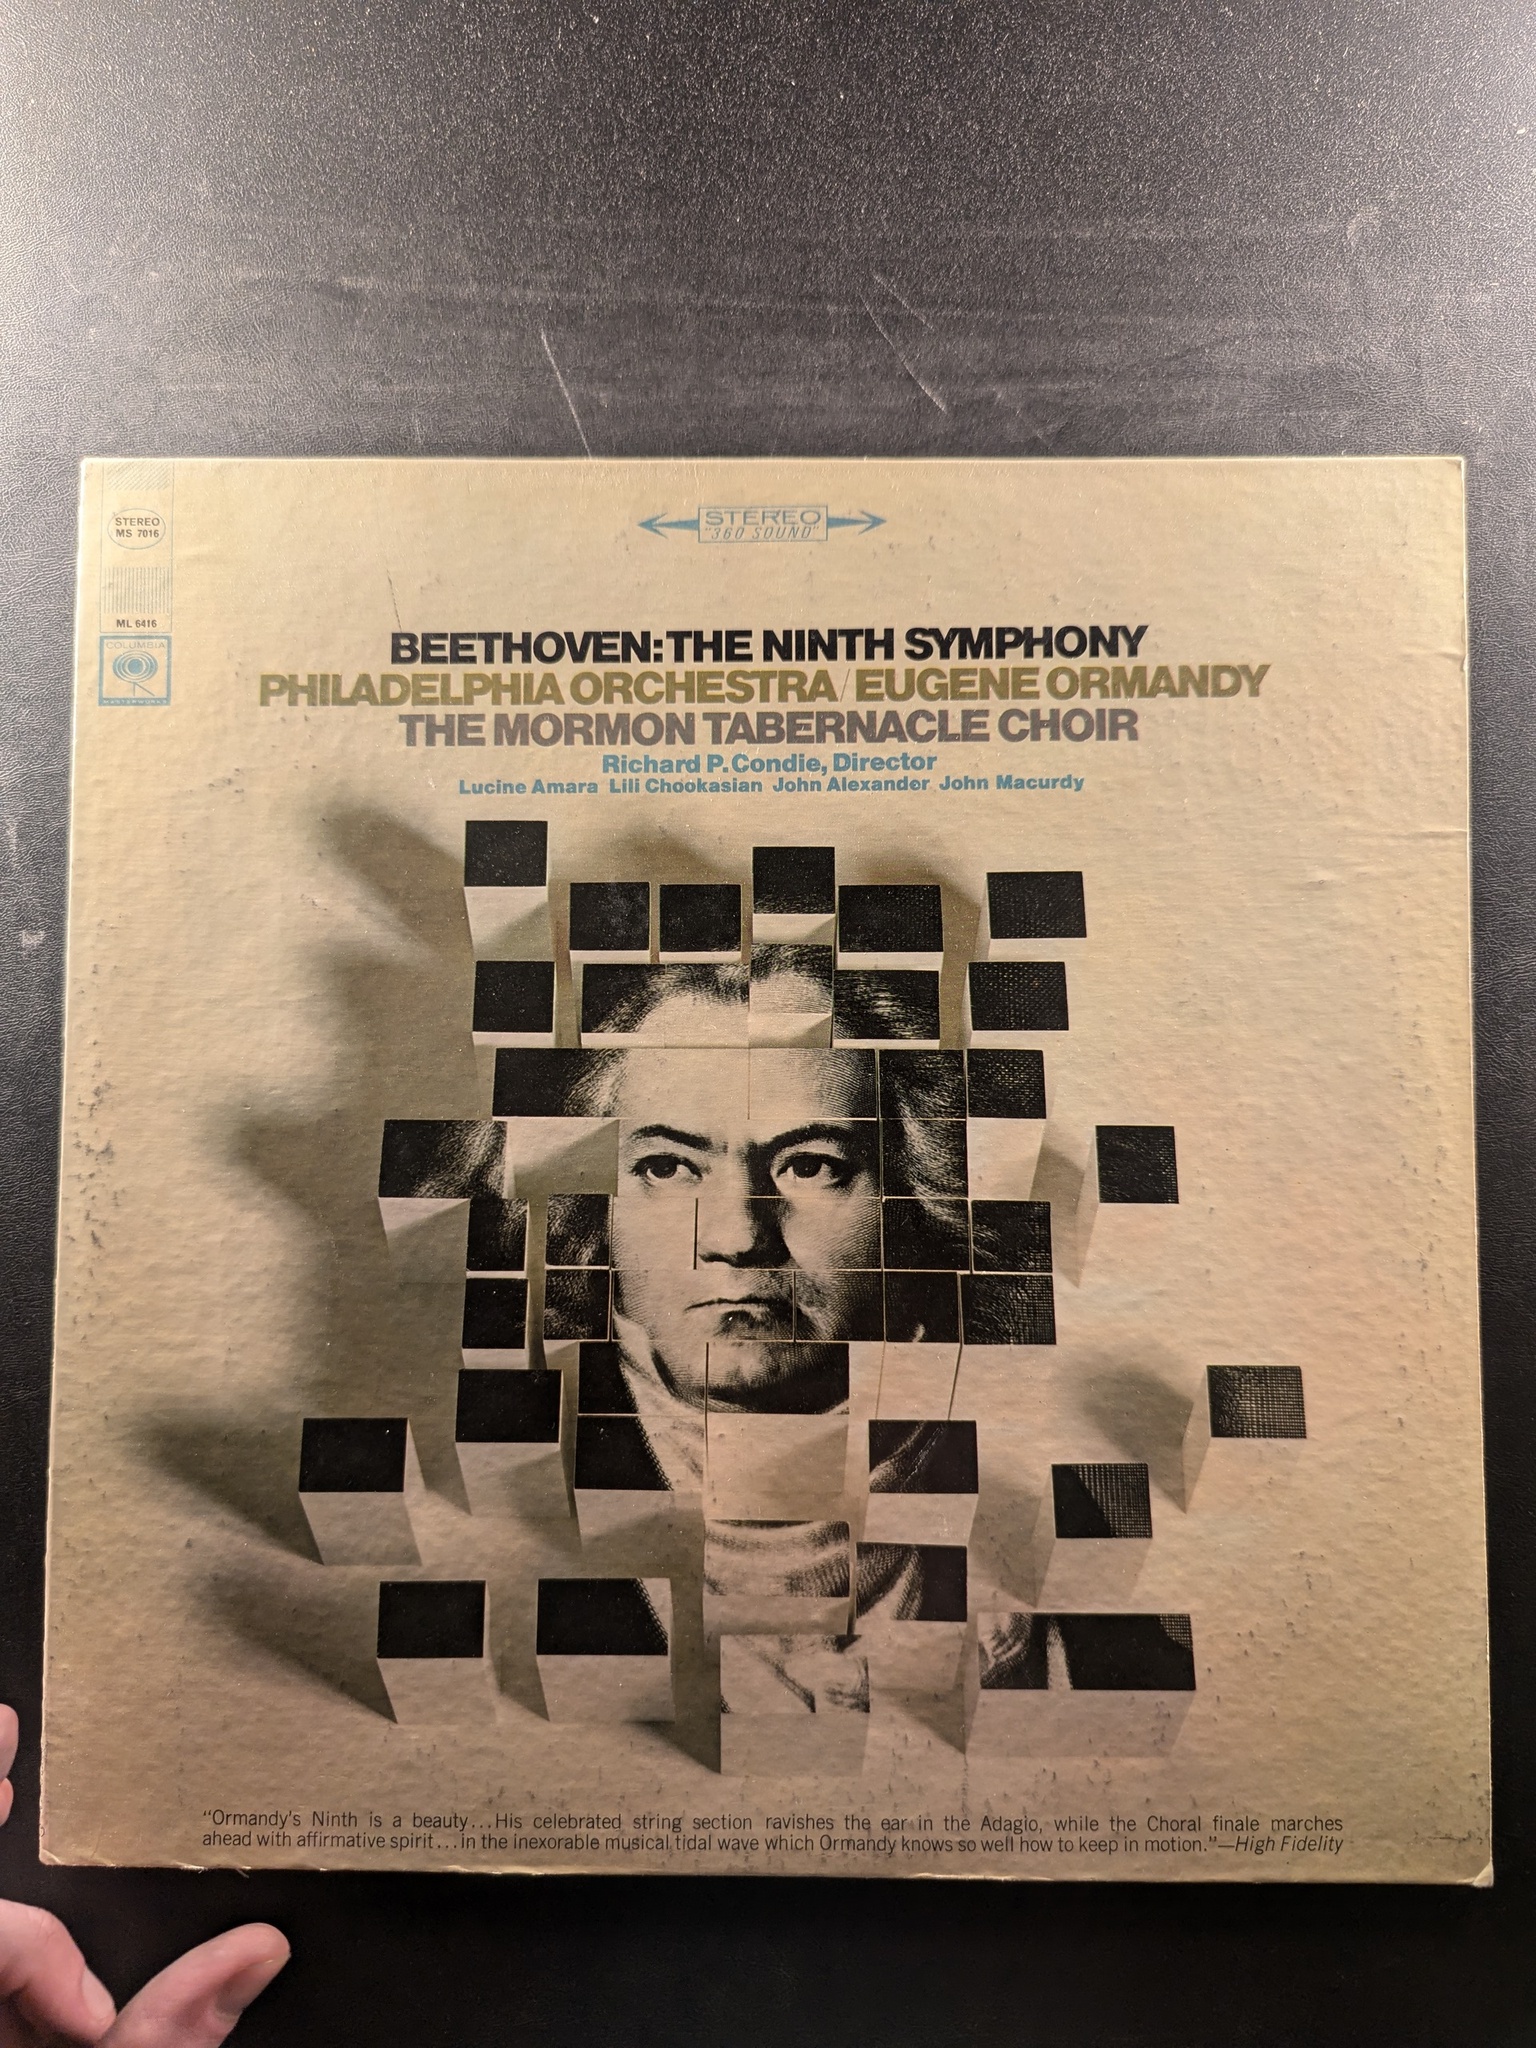 STEREO
MS 7016
ML 6416
COLUMBIA
MASTERWORKS
STEREO
"360 SOUND"
BEETHOVEN: THE NINTH SYMPHONY
PHILADELPHIA ORCHESTRA / EUGENE ORMANDY
THE MORMON TABERNACLE CHOIR
Richard P. Condie, Director
Lucine Amara Lili Chookasian John Alexander John Macurdy
“Ormandy's Ninth is a beauty...His celebrated string section ravishes the ear in the Adagio, while the Choral finale marches
ahead with affirmative spirit...in the inexorable musical tidal wave which Ormandy knows so well how to keep in motion.”—High Fidelity